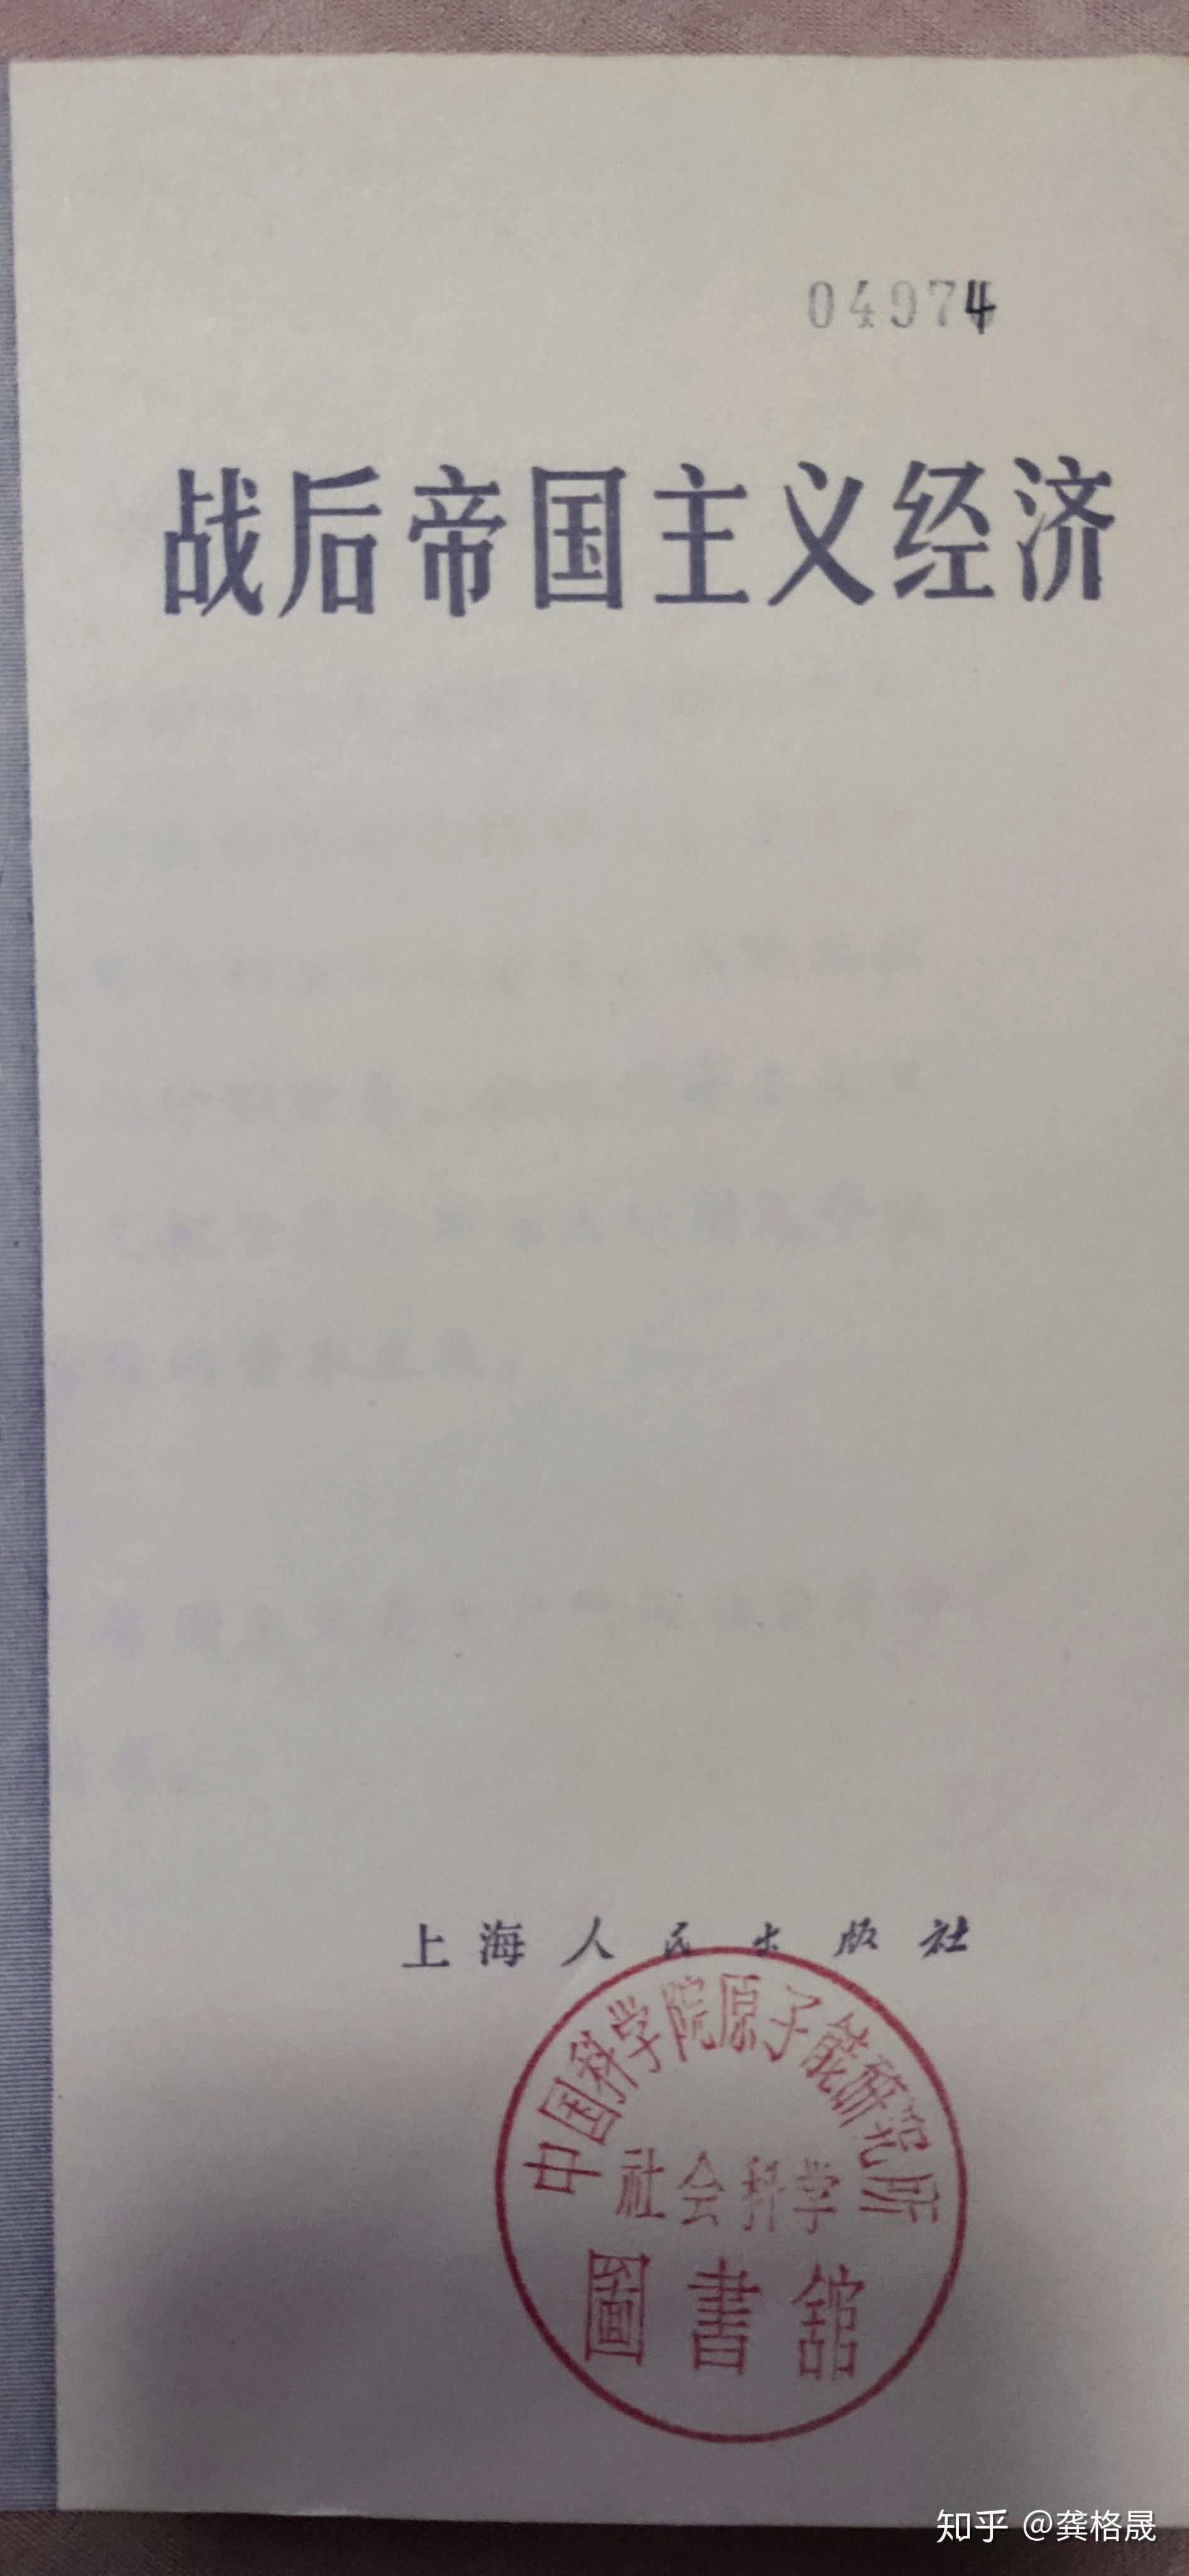 04974
战后帝国主义经济
上海人民出版社
中国科学院原子能研究所
社会科学
圖書舘
知乎 @龚格晟